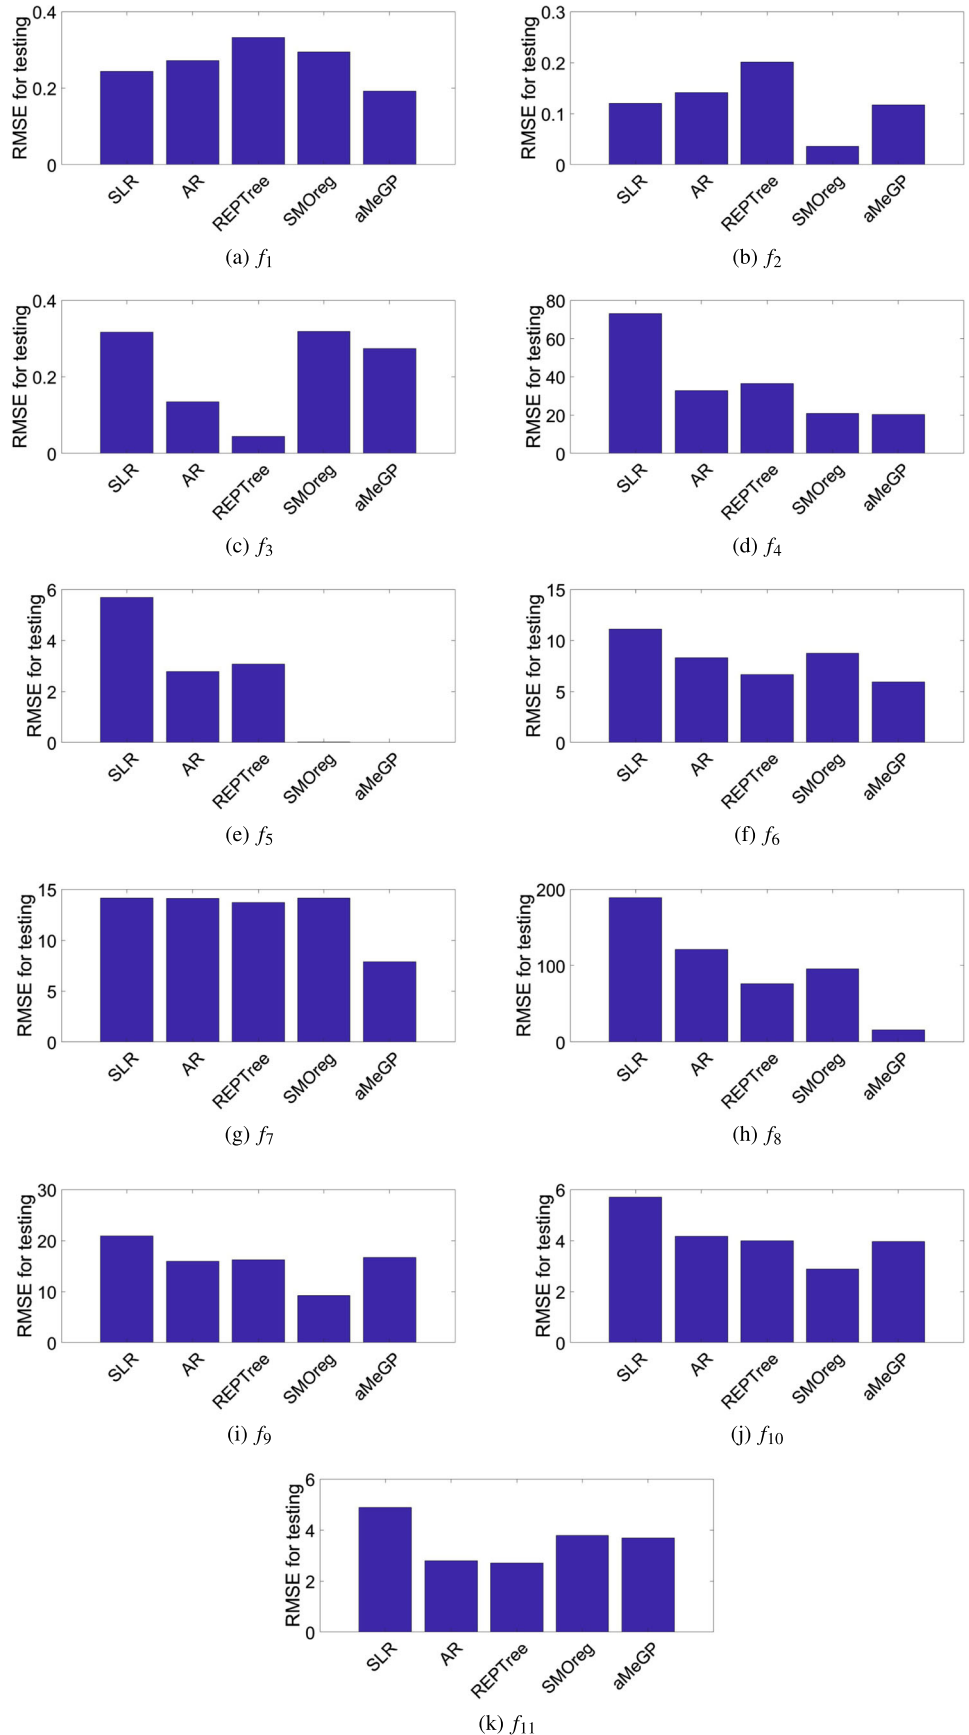 RMSE for testing
0.4
0.2
0
SLR
AR
REPTree
SMOreg
aMeGP
(a) f1
RMSE for testing
0.3
0.2
0.1
0
SLR
AR
REPTree
SMOreg
aMeGP
(b) f2
RMSE for testing
0.4
0.2
0
SLR
AR
REPTree
SMOreg
aMeGP
(c) f3
RMSE for testing
80
60
40
20
0
SLR
AR
REPTree
SMOreg
aMeGP
(d) f4
RMSE for testing
6
4
2
0
SLR
AR
REPTree
SMOreg
aMeGP
(e) f5
RMSE for testing
15
10
5
0
SLR
AR
REPTree
SMOreg
aMeGP
(f) f6
RMSE for testing
15
10
5
0
SLR
AR
REPTree
SMOreg
aMeGP
(g) f7
RMSE for testing
200
100
0
SLR
AR
REPTree
SMOreg
aMeGP
(h) f8
RMSE for testing
30
20
10
0
SLR
AR
REPTree
SMOreg
aMeGP
(i) f9
RMSE for testing
6
4
2
0
SLR
AR
REPTree
SMOreg
aMeGP
(j) f10
RMSE for testing
6
4
2
0
SLR
AR
REPTree
SMOreg
aMeGP
(k) f11